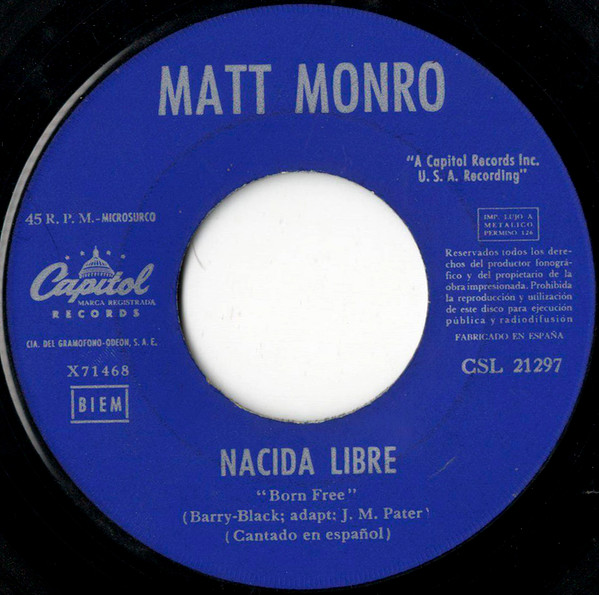 MATT MONRO
"A Capitol Records Inc.
U. S. A. Recording"
45 R. P. M.-MICROSURCO
IMP. LUJO A
METALICO
PERMISO 126
Capitol
MARCA REGISTRADA
RECORDS
Reservados todos los dere-
chos del productor fonográ-
fico y del propietario de la
obra impresionada. Prohibida
la reproducción y utilización
de este disco para ejecución
pública y radiodifusión
FABRICADO EN ESPAÑA
CIA. DEL GRAMOFONO-ODEON, S. A. E.
X71468
CSL 21297
BIEM
NACIDA LIBRE
"Born Free"
(Barry-Black; adapt: J. M. Pater)
(Cantado en español)